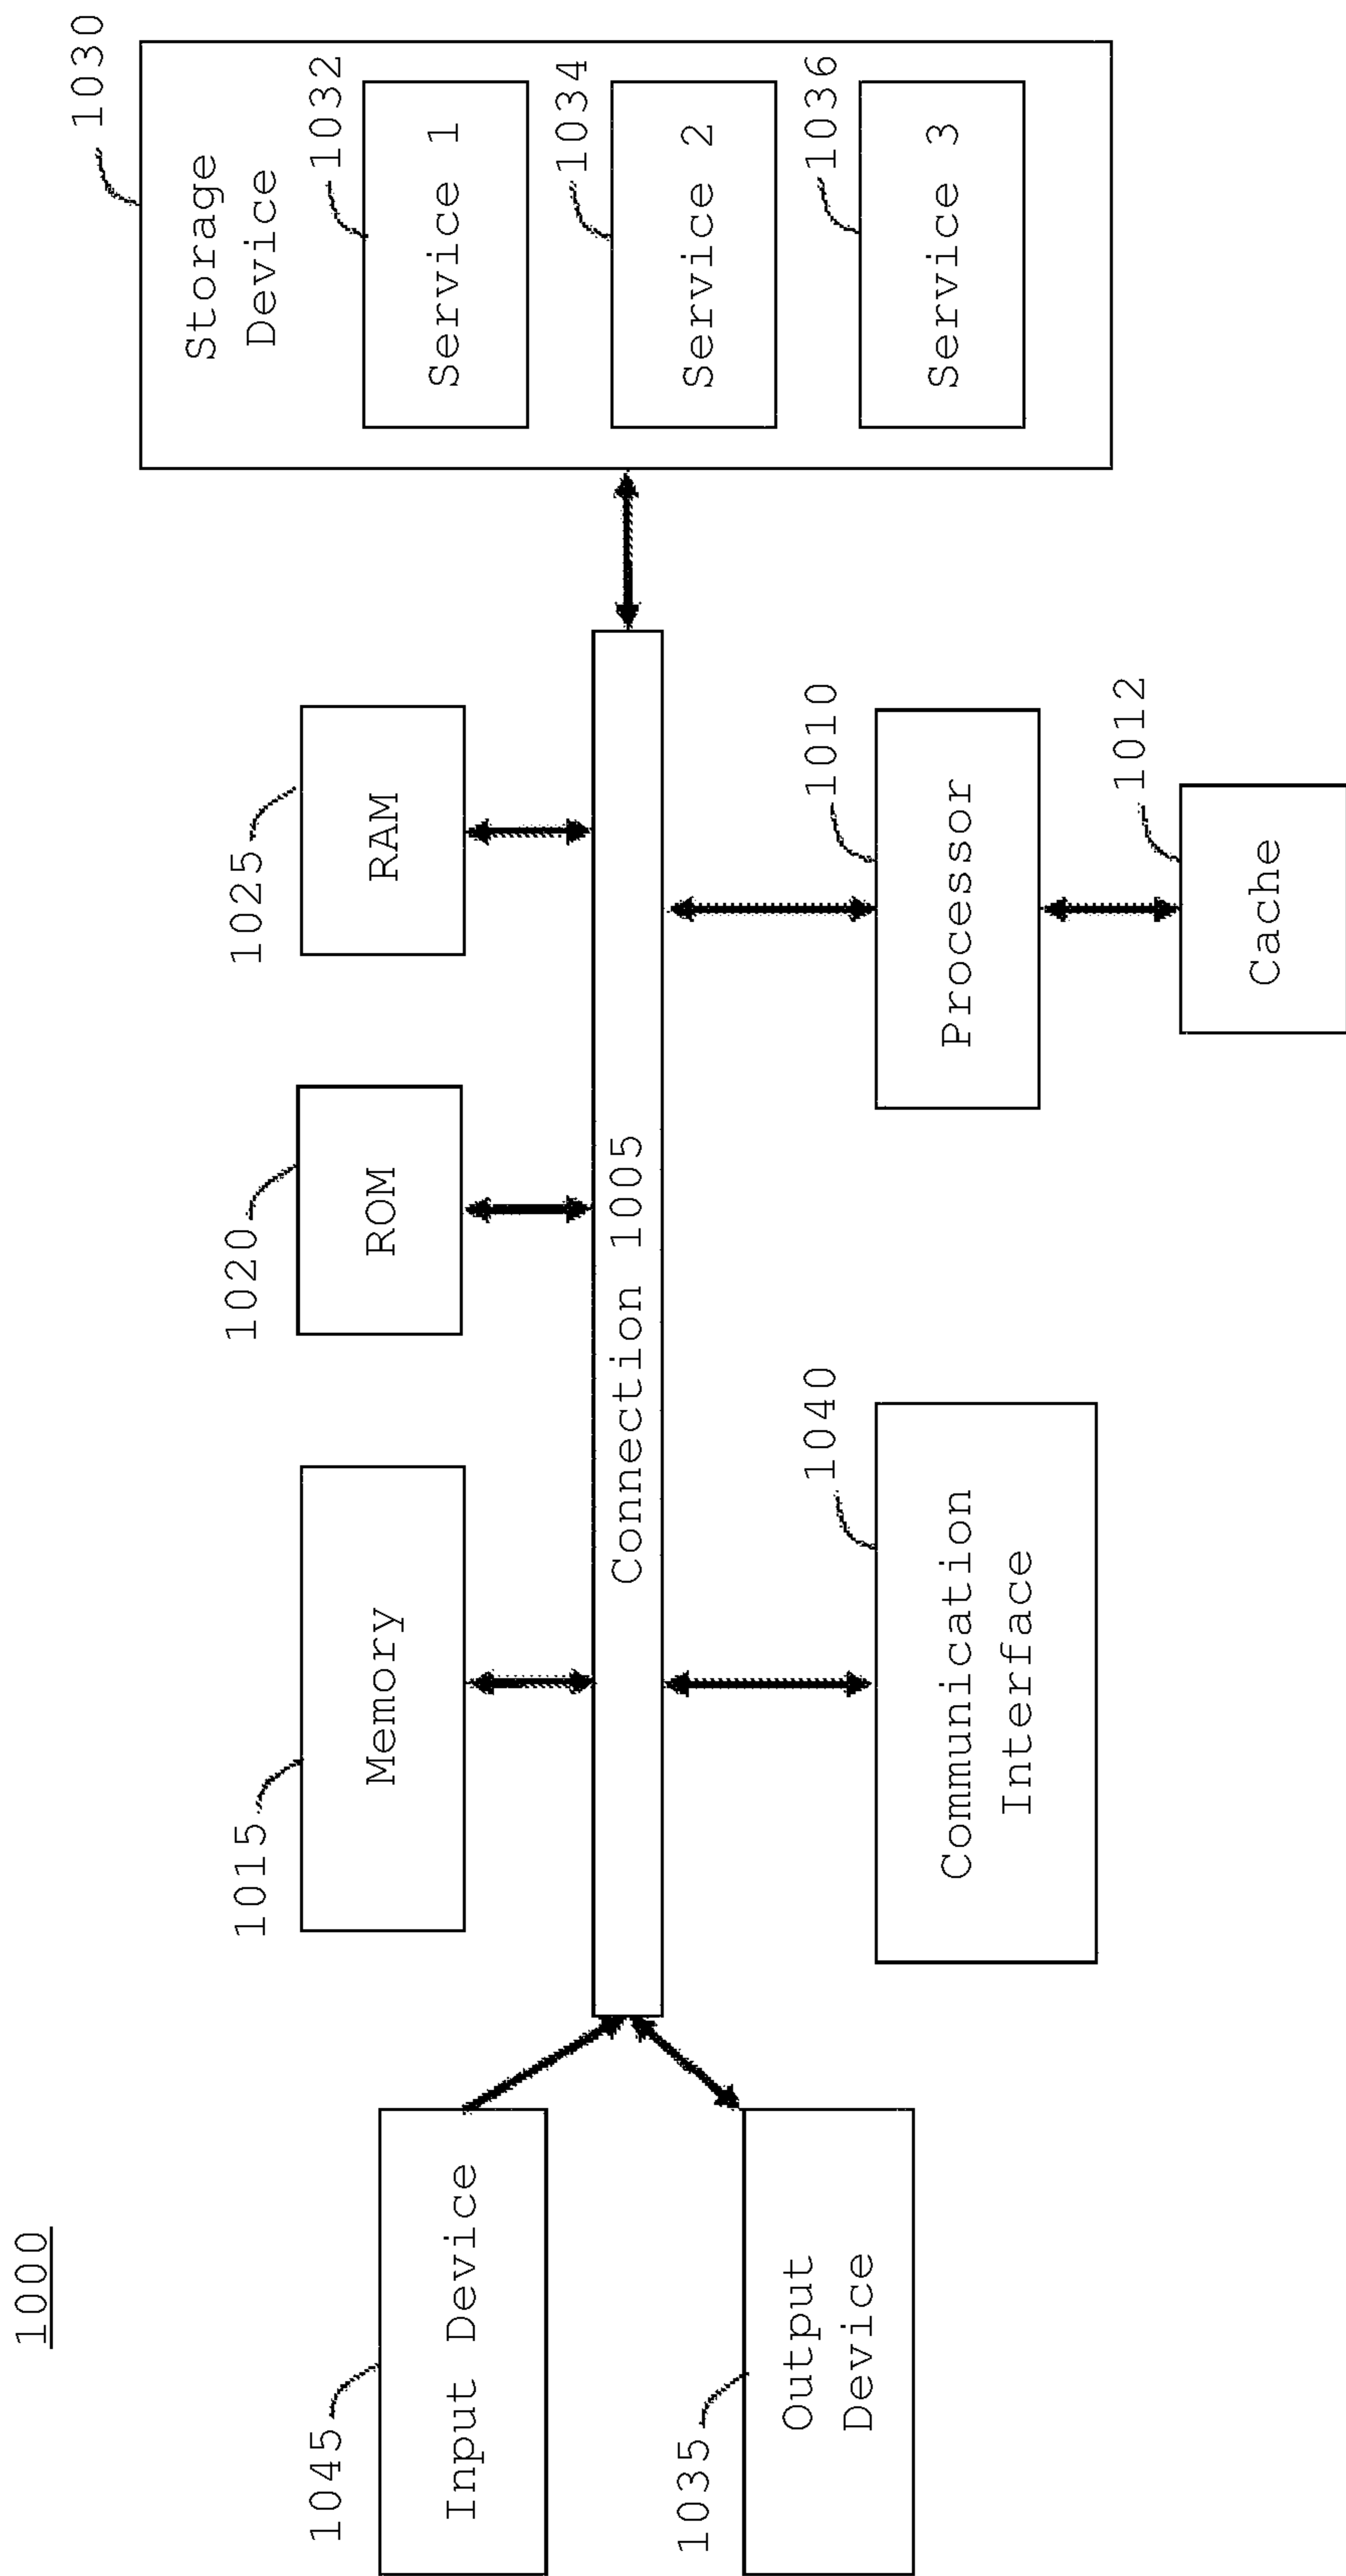 1000
1045
Input Device
1035
Output
Device
1015
Memory
1020
ROM
1025
RAM
Connection 1005
1040
Communication
Interface
1010
Processor
1012
Cache
1030
Storage
Device
1032
Service 1
1034
Service 2
1036
Service 3